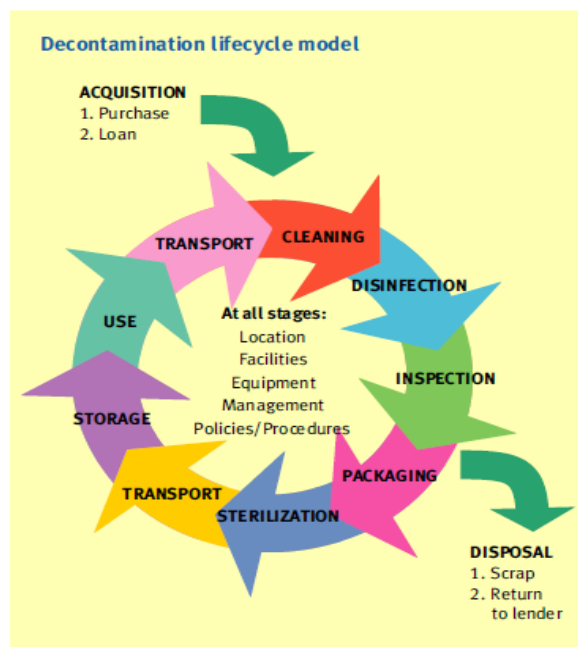 Decontamination lifecycle model
ACQUISITION
1. Purchase
2. Loan
TRANSPORT
CLEANING
DISINFECTION
USE
At all stages:
Location
Facilities
Equipment
Management
Policies/Procedures
INSPECTION
STORAGE
PACKAGING
TRANSPORT
STERILIZATION
DISPOSAL
1. Scrap
2. Return
to lender